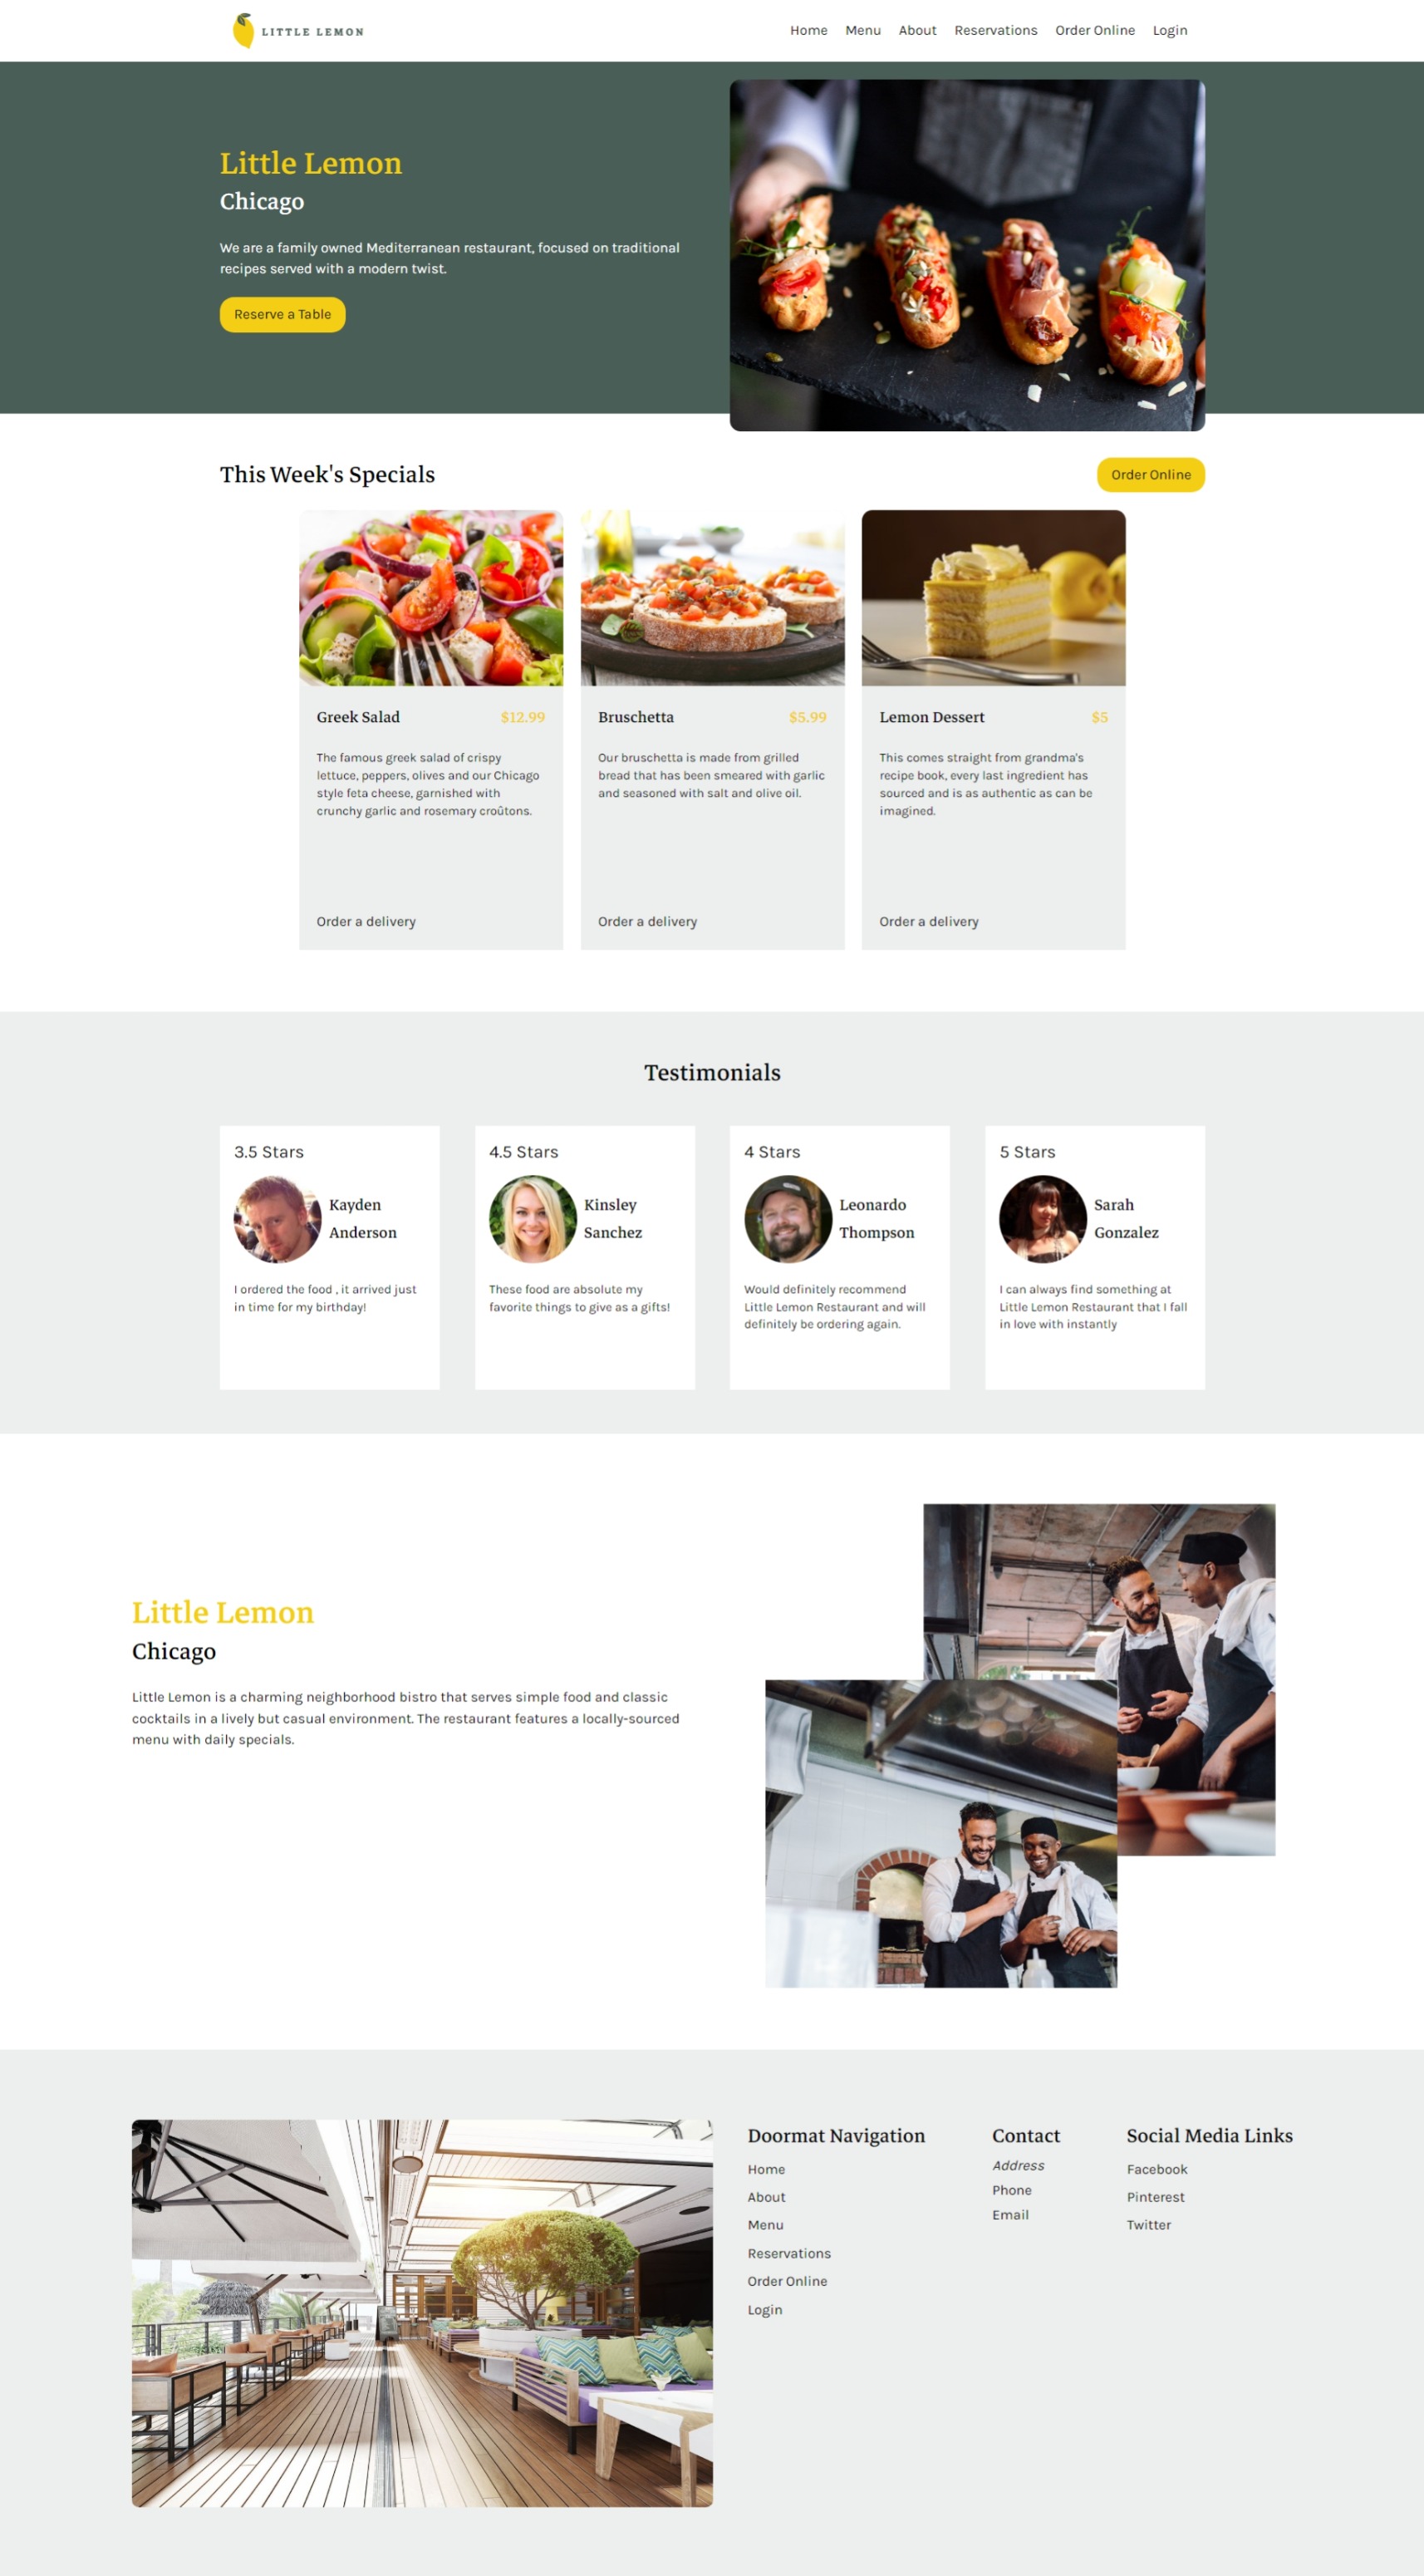 LITTLE LEMON
Home Menu About Reservations Order Online Login
Little Lemon
Chicago
We are a family owned Mediterranean restaurant, focused on traditional
recipes served with a modern twist.
Reserve a Table
This Week's Specials
Order Online
Greek Salad $12.99
The famous greek salad of crispy
lettuce, peppers, olives and our Chicago
style feta cheese, garnished with
crunchy garlic and rosemary croûtons.
Order a delivery
Bruschetta $5.99
Our bruschetta is made from grilled
bread that has been smeared with garlic
and seasoned with salt and olive oil.
Order a delivery
Lemon Dessert $5
This comes straight from grandma's
recipe book, every last ingredient has
sourced and is as authentic as can be
imagined.
Order a delivery
Testimonials
3.5 Stars
Kayden
Anderson
I ordered the food , it arrived just
in time for my birthday!
4.5 Stars
Kinsley
Sanchez
These food are absolute my
favorite things to give as a gifts!
4 Stars
Leonardo
Thompson
Would definitely recommend
Little Lemon Restaurant and will
definitely be ordering again.
5 Stars
Sarah
Gonzalez
I can always find something at
Little Lemon Restaurant that I fall
in love with instantly
Little Lemon
Chicago
Little Lemon is a charming neighborhood bistro that serves simple food and classic
cocktails in a lively but casual environment. The restaurant features a locally-sourced
menu with daily specials.
Doormat Navigation
Home
About
Menu
Reservations
Order Online
Login
Contact
Address
Phone
Email
Social Media Links
Facebook
Pinterest
Twitter